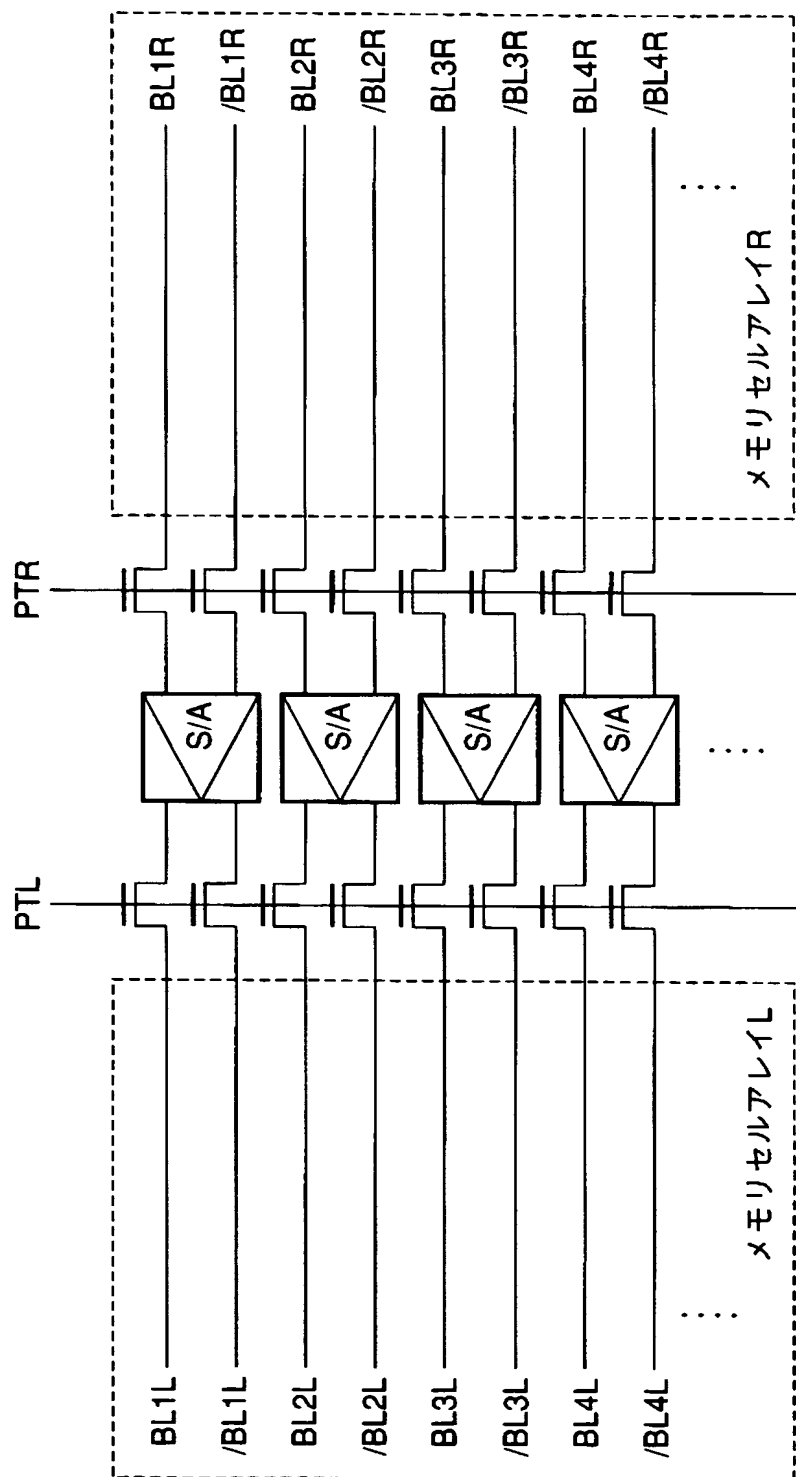 PTL
PTR
BL1L
BL1R
/BL1L
S/A
/BL1R
BL2L
BL2R
/BL2L
S/A
/BL2R
BL3L
BL3R
/BL3L
S/A
/BL3R
BL4L
BL4R
/BL4L
S/A
/BL4R
....
....
....
メモリセルアレイL
メモリセルアレイR